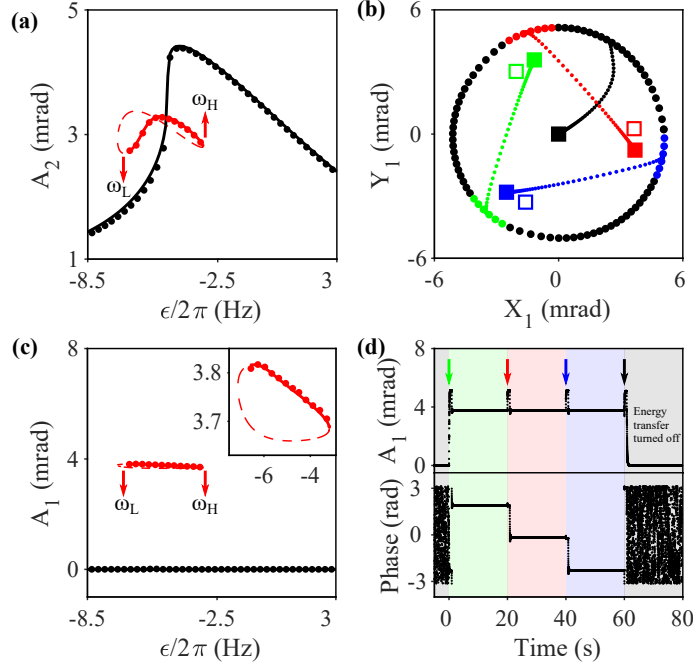 (a)
5
3
1
A2 (mrad)
ωL
ωH
-8.5
-2.5
3
ϵ/2π (Hz)
(b)
6
0
-6
Y1 (mrad)
-6
0
6
X1 (mrad)
(c)
8
4
0
A1 (mrad)
3.8
3.7
-6
-4
ωL
ωH
-8.5
-2.5
3
ϵ/2π (Hz)
(d)
8
4
0
A1 (mrad)
Energy
transfer
turned off
3
0
-3
Phase (rad)
0
20
40
60
80
Time (s)